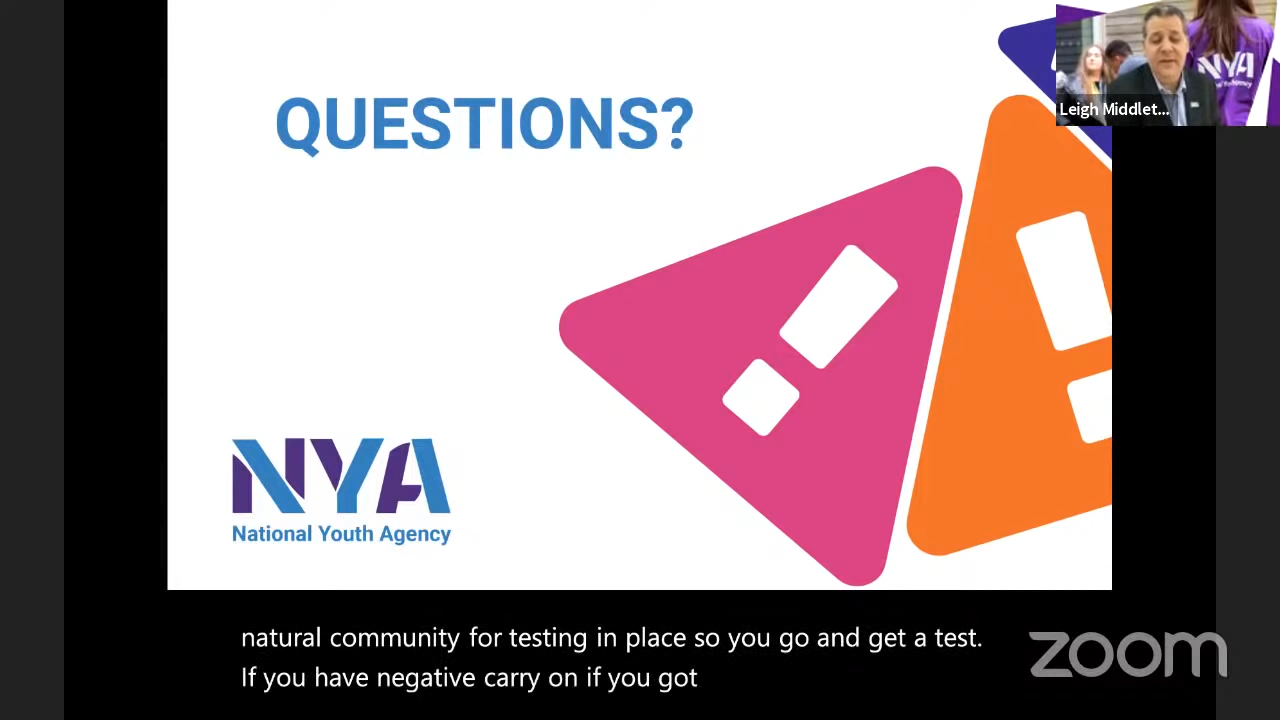 QUESTIONS?
NYA
Leigh Middlet...
NYA
National Youth Agency
natural community for testing in place so you go and get a test.
If you have negative carry on if you got
zoom